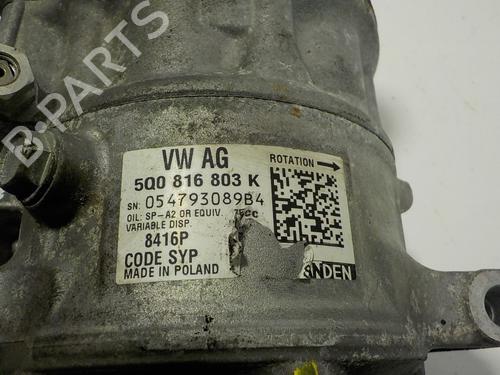 B-PARTS
VW AG
ROTATION
5Q0 816 803 K
SN: 054793089B4
OIL: SP-A2 OR EQUIV. 75CC
VARIABLE DISP.
8416P
CODE SYP
MADE IN POLAND